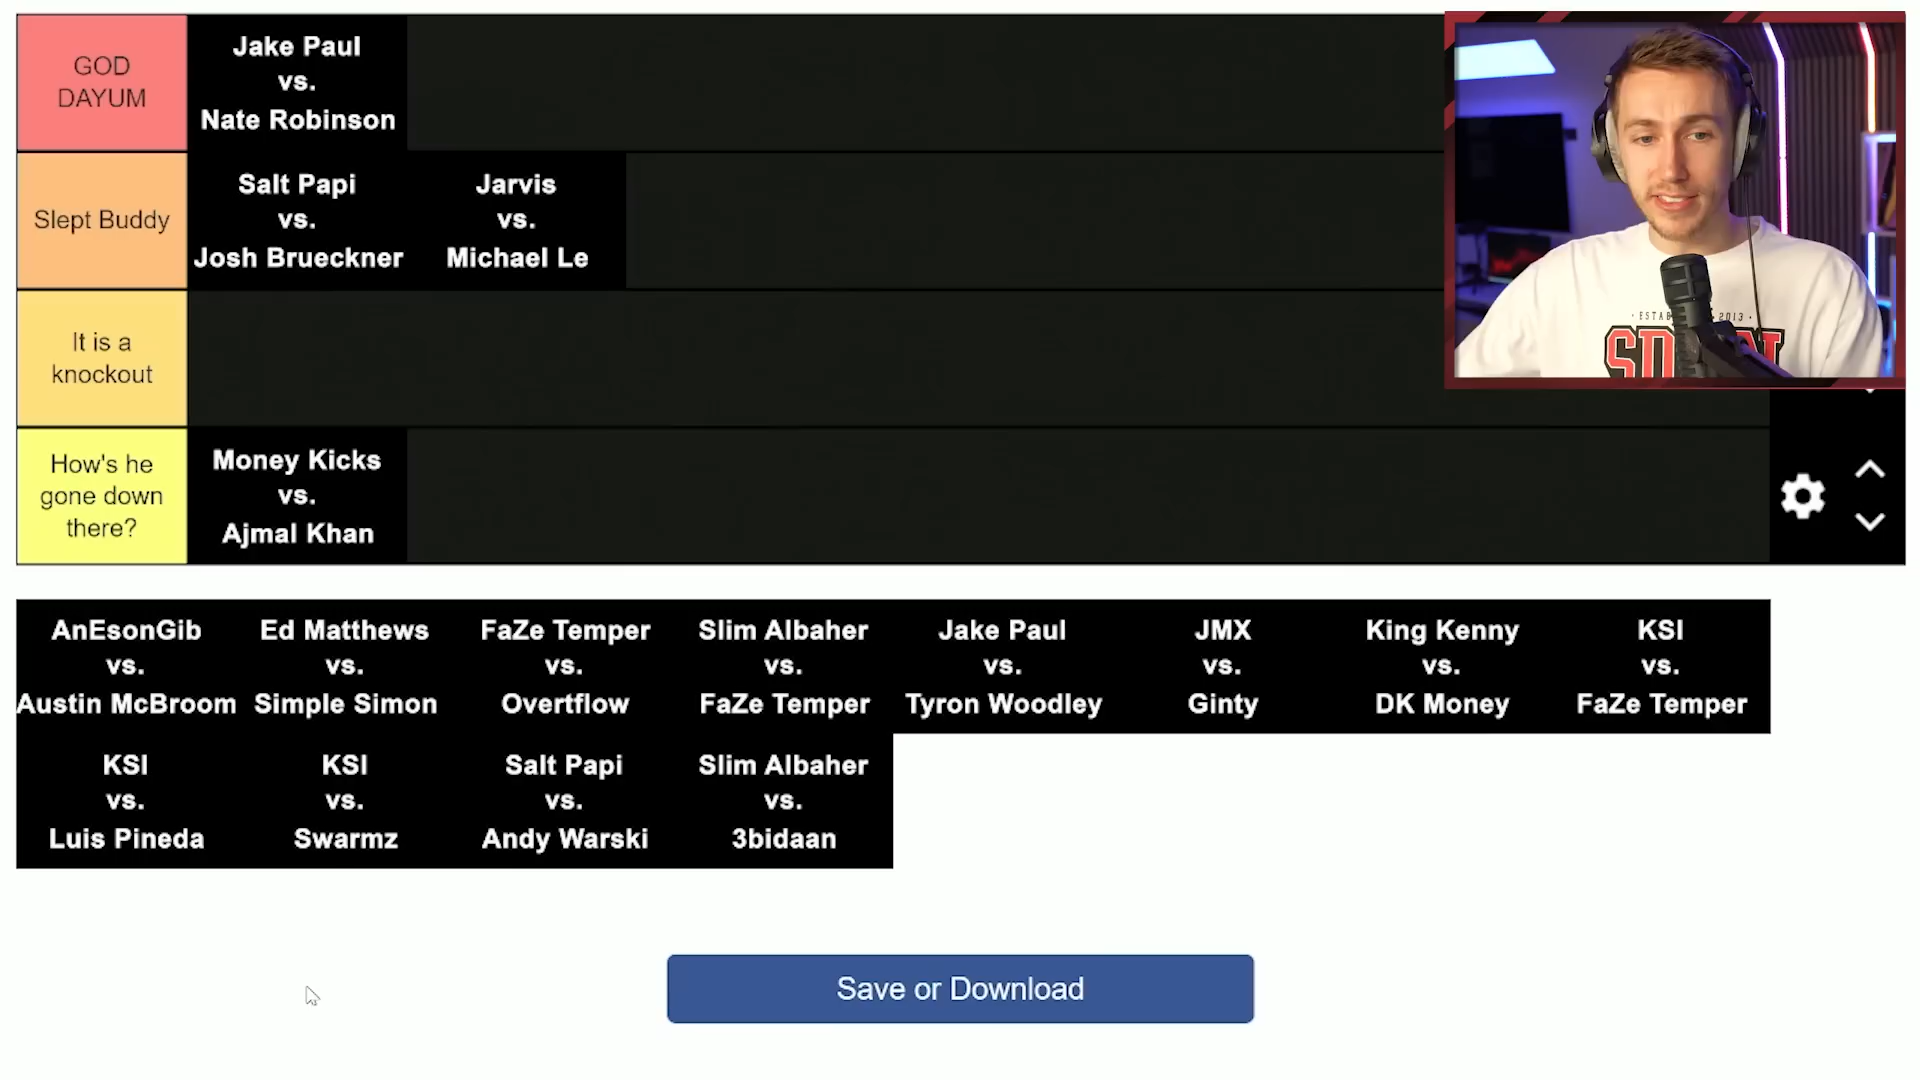 GOD
DAYUM
Jake Paul
vs.
Nate Robinson
Slept Buddy
Salt Papi
vs.
Josh Brueckner
Jarvis
vs.
Michael Le
It is a
knockout
How's he
gone down
there?
Money Kicks
vs.
Ajmal Khan
AnEsonGib
vs.
Austin McBroom
Ed Matthews
vs.
Simple Simon
FaZe Temper
vs.
Overtflow
Slim Albaher
vs.
FaZe Temper
Jake Paul
vs.
Tyron Woodley
JMX
vs.
Ginty
King Kenny
vs.
DK Money
KSI
vs.
FaZe Temper
KSI
vs.
Luis Pineda
KSI
vs.
Swarmz
Salt Papi
vs.
Andy Warski
Slim Albaher
vs.
3bidaan
Save or Download
2013